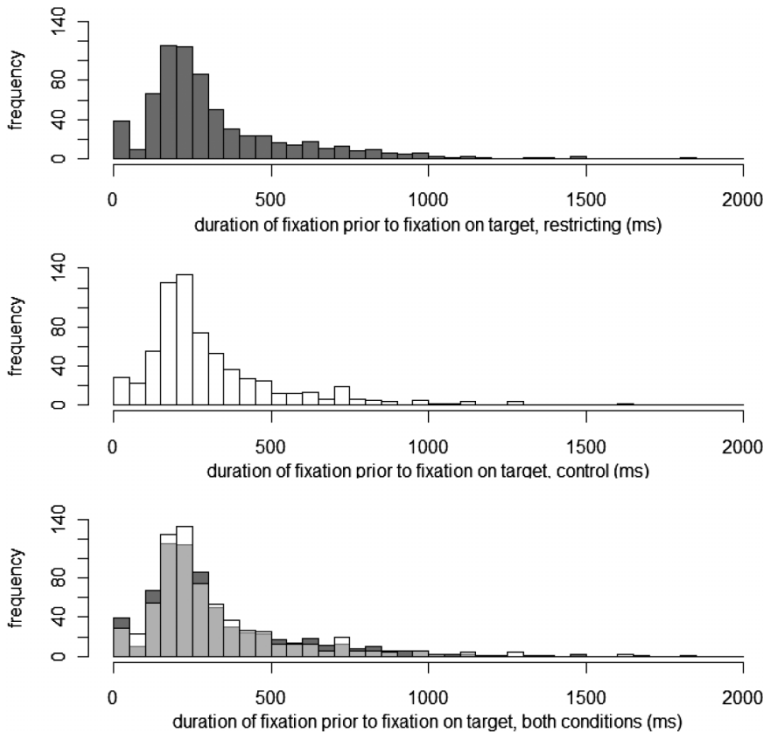 frequency
0 40 80 140
0 500 1000 1500 2000
duration of fixation prior to fixation on target, restricting (ms)
frequency
0 40 80 140
0 500 1000 1500 2000
duration of fixation prior to fixation on target, control (ms)
frequency
0 40 80 140
0 500 1000 1500 2000
duration of fixation prior to fixation on target, both conditions (ms)